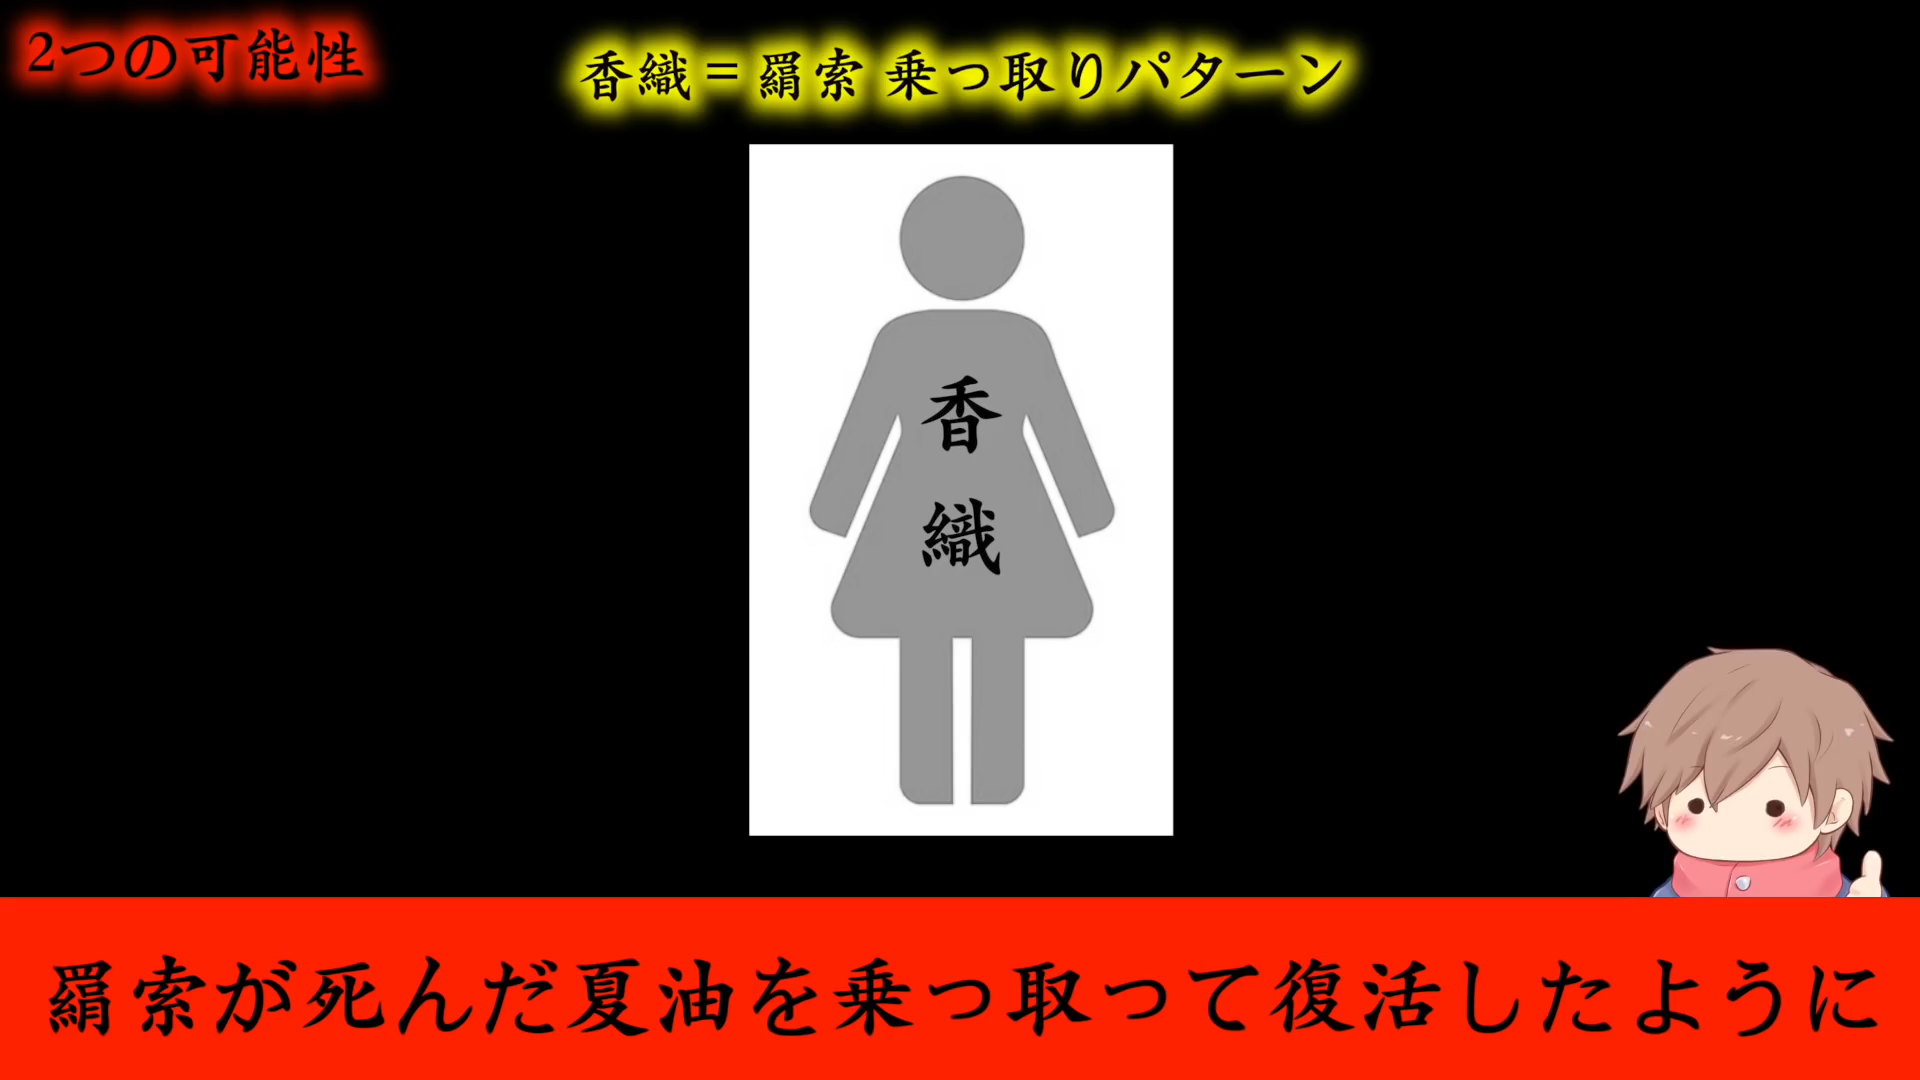 2つの可能性
香織＝羂索 乗っ取りパターン
香
織
羂索が死んだ夏油を乗っ取って復活したように